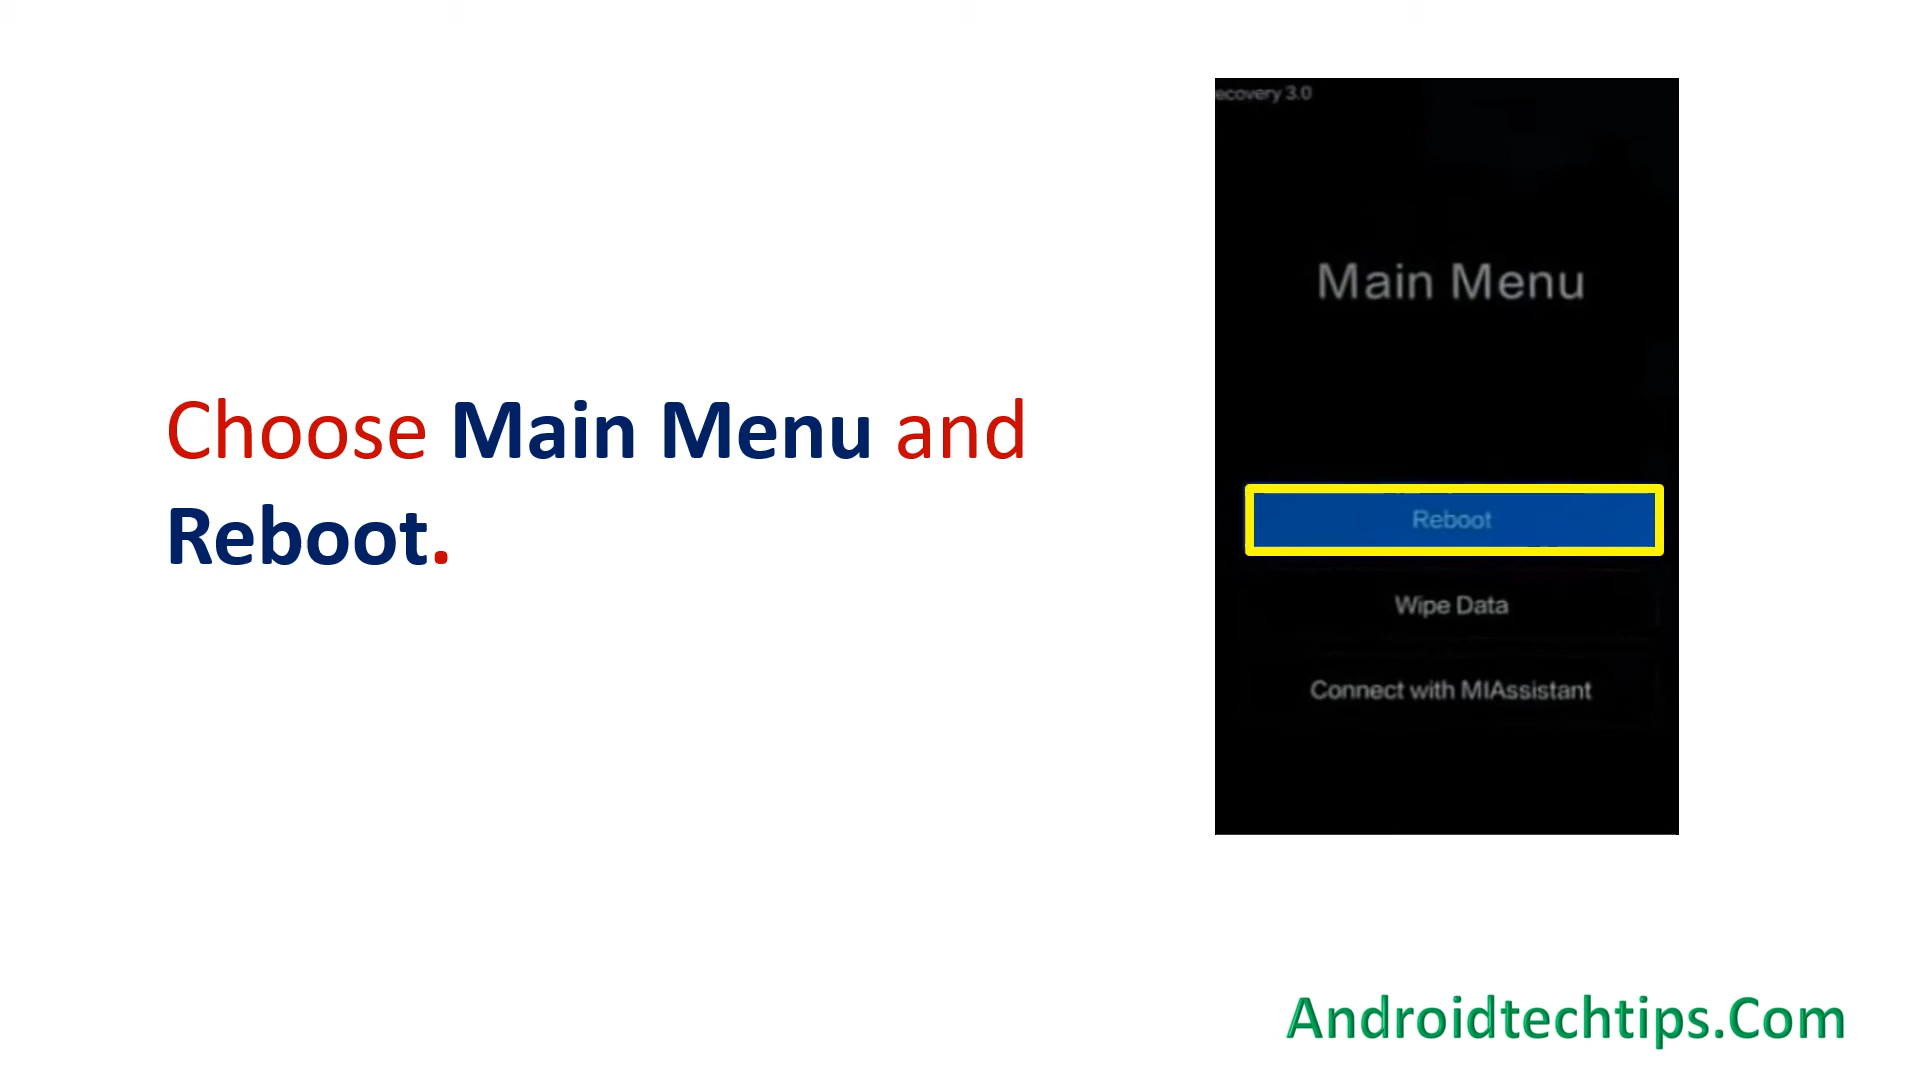 Choose Main Menu and
Reboot.
ecovery 3.0
Main Menu
Reboot
Wipe Data
Connect with MIAssistant
Androidtechtips.Com